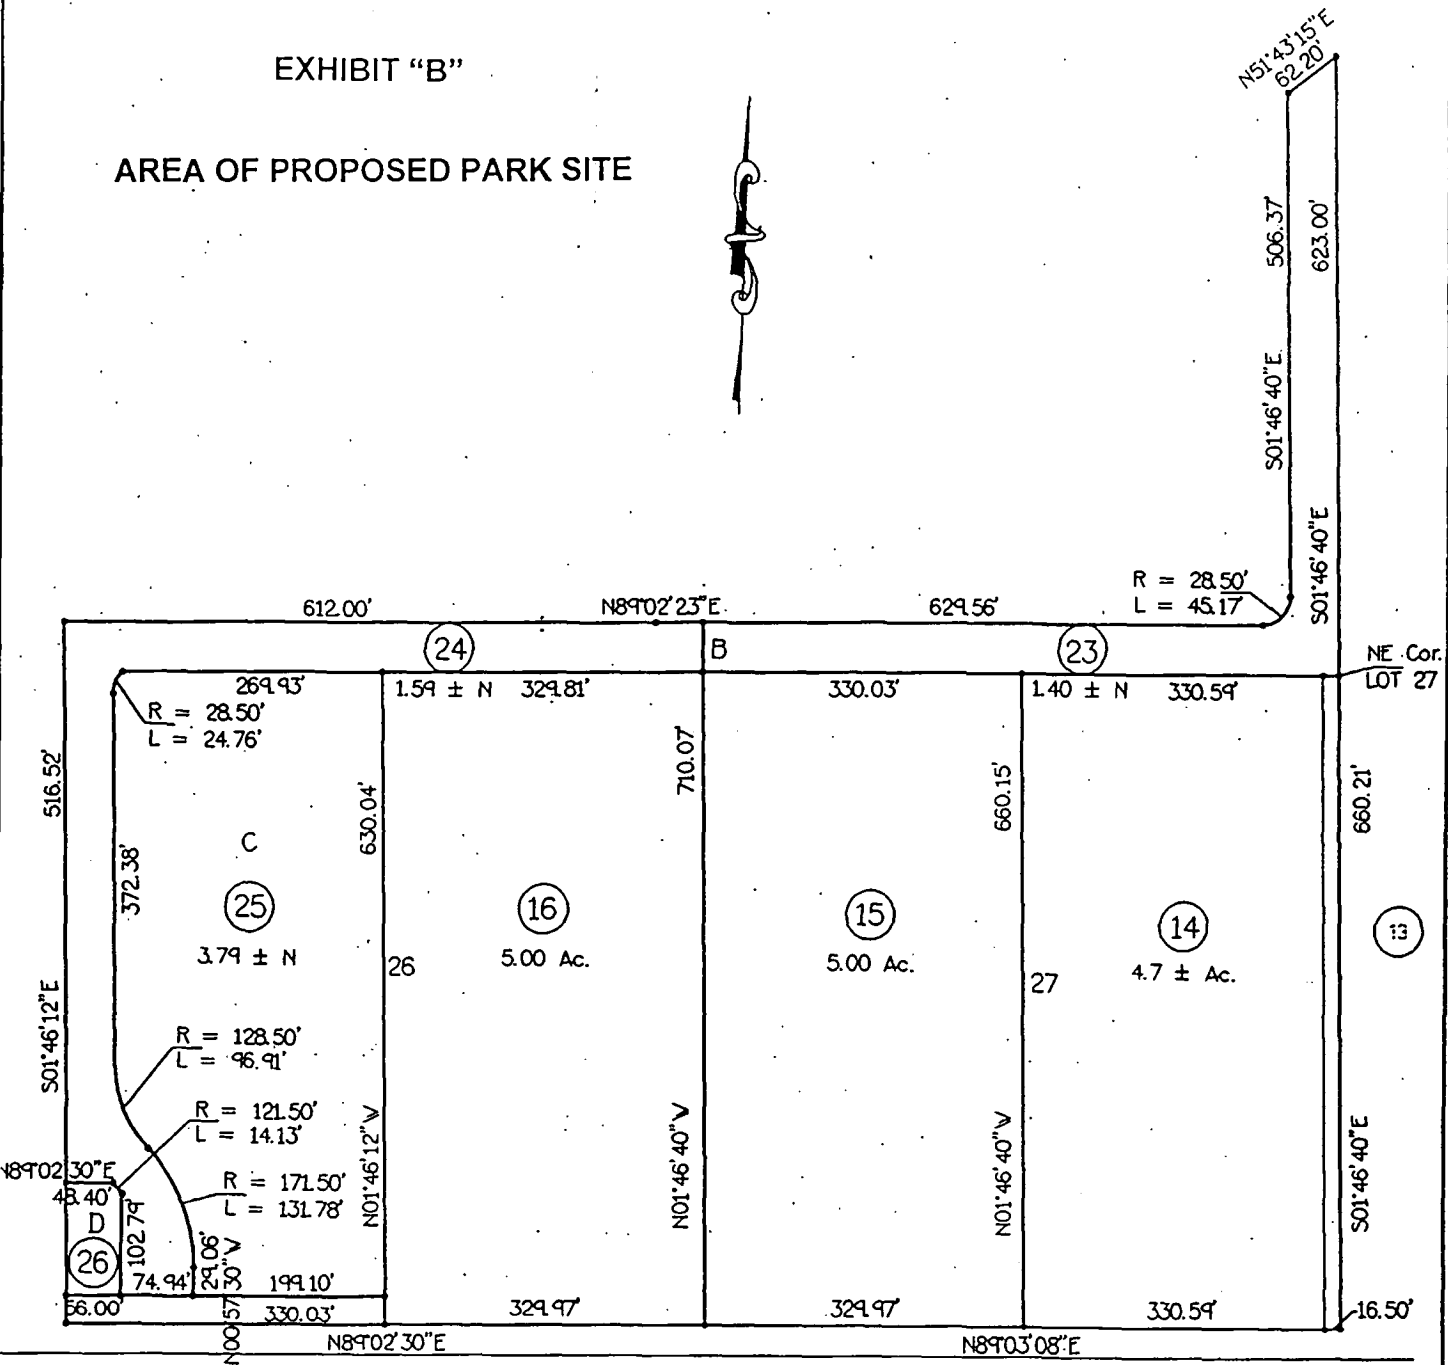 EXHIBIT “B”
AREA OF PROPOSED PARK SITE
N51°43'15"E
62.20'
506.37'
623.00'
S01°46'40"E
S01°46'40"E
R = 28.50'
L = 45.17'
612.00'
N89°02'23"E
629.56'
24
B
23
NE Cor.
LOT 27
269.93'
1.59 ± N
329.81'
330.03'
1.40 ± N
330.59'
R = 28.50'
L = 24.76'
516.52'
372.38'
630.04'
710.07'
660.15'
660.21'
C
25
3.79 ± N
26
16
5.00 Ac.
15
5.00 Ac.
27
14
4.7 ± Ac.
13
S01°46'12"E
R = 128.50'
L = 96.91'
R = 121.50'
L = 14.13'
N01°46'12"W
N01°46'40"W
N01°46'40"W
S01°46'40"E
N89°02'30"E
48.40'
D
26
102.79'
R = 171.50'
L = 131.78'
74.94'
29.06'
N00°57'30"W
199.10'
56.00'
330.03'
329.97'
329.97'
330.59'
16.50'
N89°02'30"E
N89°03'08"E